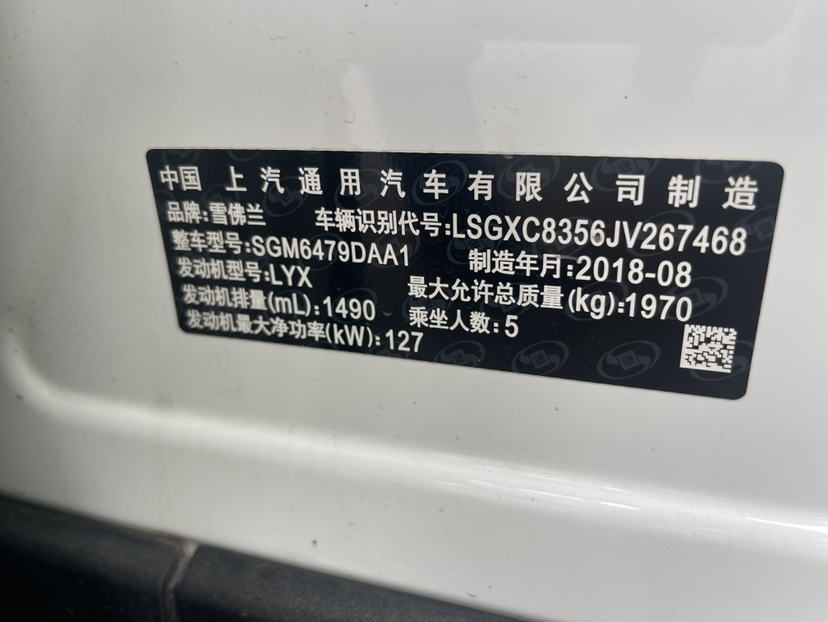 中国 上汽通用汽车有限公司制造
品牌:雪佛兰 车辆识别代号:LSGXC8356JV267468
整车型号:SGM6479DAA1 制造年月:2018-08
发动机型号:LYX 最大允许总质量(kg):1970
发动机排量(mL):1490 乘坐人数:5
发动机最大净功率(kW):127